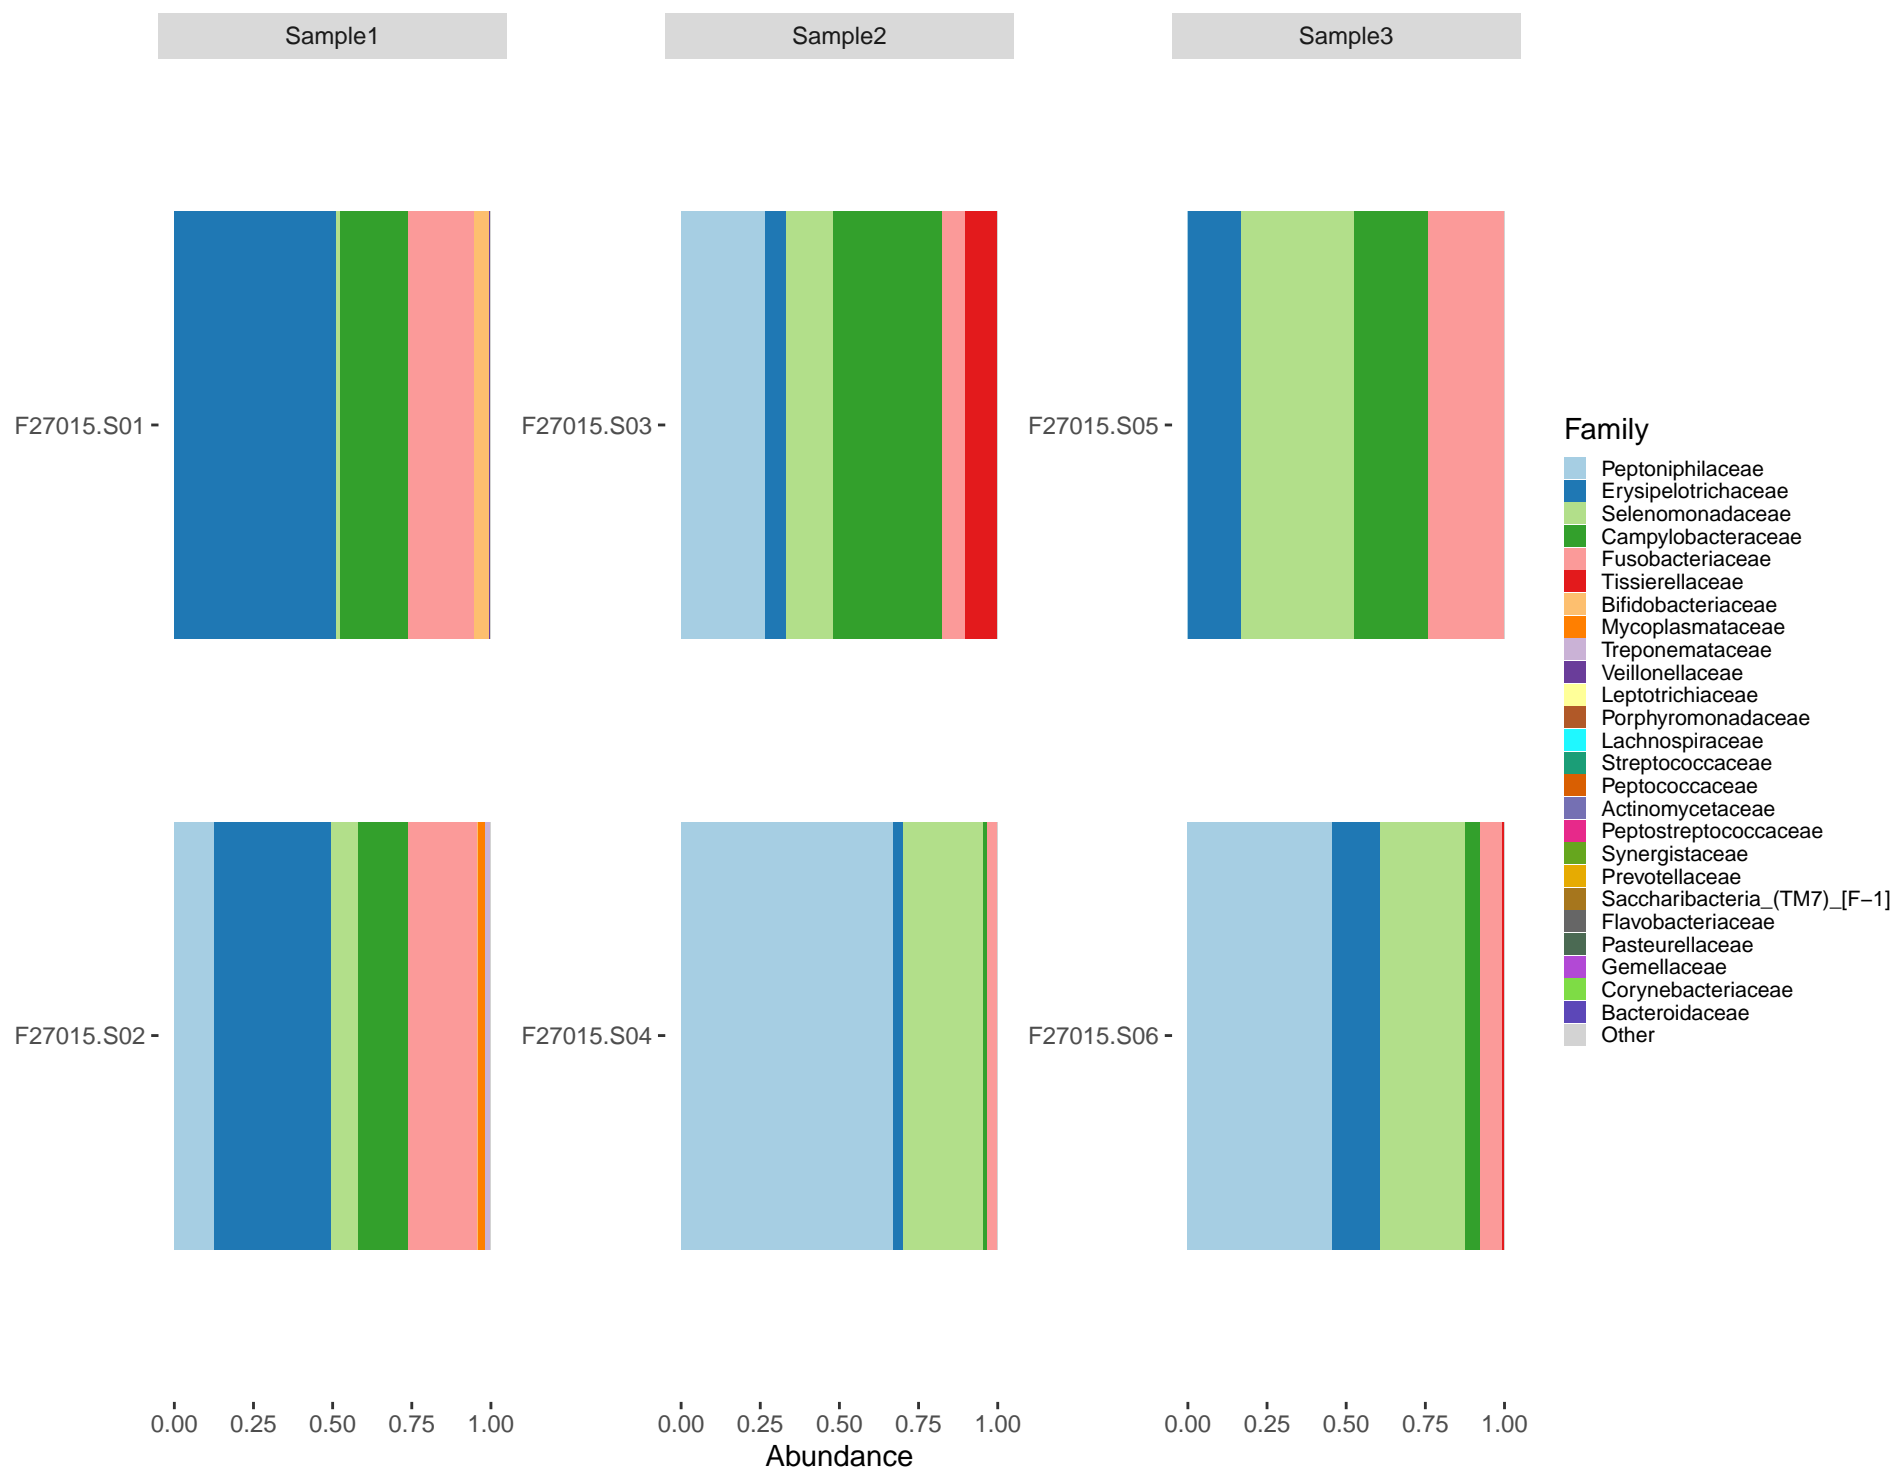 Sample1 Sample2 Sample3
F27015.S01 F27015.S03 F27015.S05
Family
Peptoniphilaceae
Erysipelotrichaceae
Selenomonadaceae
Campylobacteraceae
Fusobacteriaceae
Tissierellaceae
Bifidobacteriaceae
Mycoplasmataceae
Treponemataceae
Veillonellaceae
Leptotrichiaceae
Porphyromonadaceae
Lachnospiraceae
Streptococcaceae
Peptococcaceae
Actinomycetaceae
Peptostreptococcaceae
Synergistaceae
Prevotellaceae
Saccharibacteria_(TM7)_[F−1]
Flavobacteriaceae
Pasteurellaceae
Gemellaceae
Corynebacteriaceae
Bacteroidaceae
Other
F27015.S02 F27015.S04 F27015.S06
0.00 0.25 0.50 0.75 1.00 0.00 0.25 0.50 0.75 1.00 0.00 0.25 0.50 0.75 1.00
Abundance